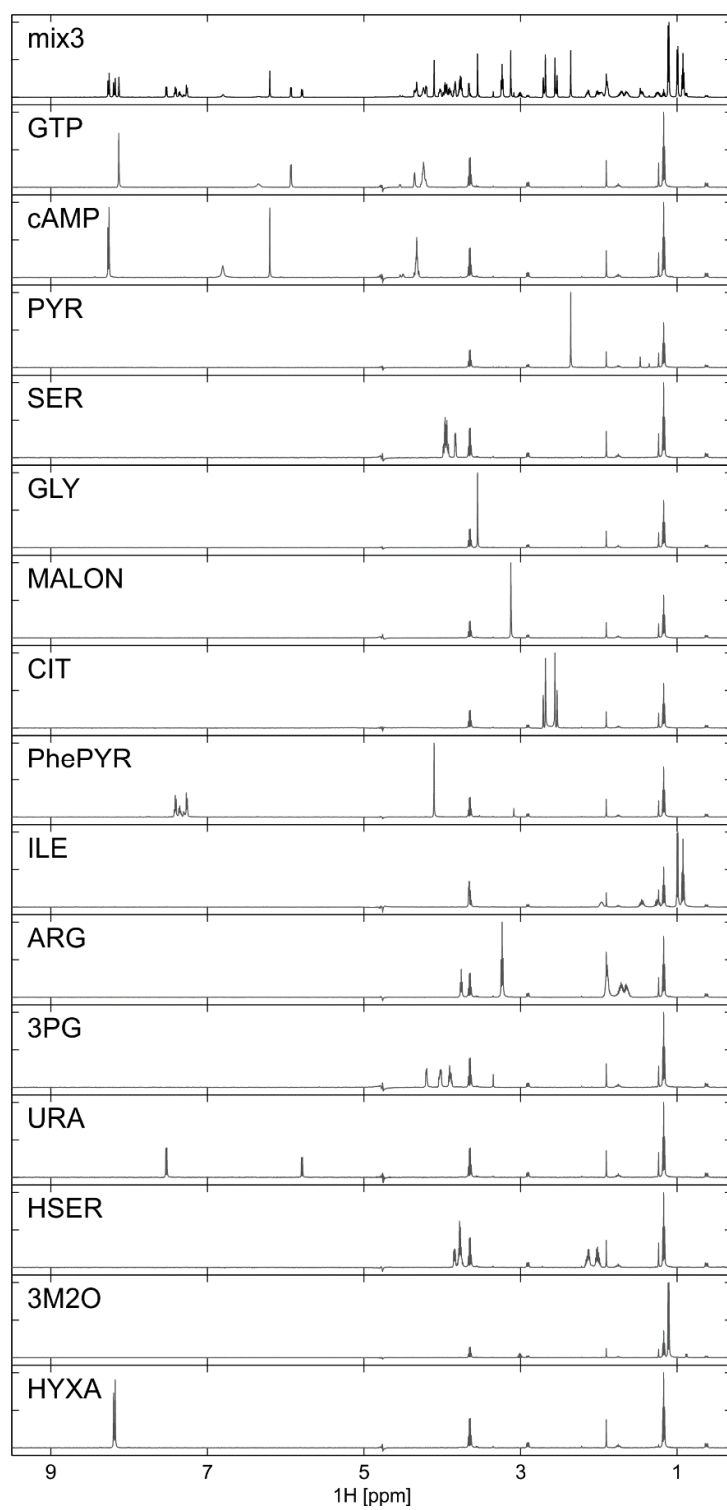 mix3
GTP
cAMP
PYR
SER
GLY
MALON
CIT
PhePYR
ILE
ARG
3PG
URA
HSER
3M2O
HYXA
9 7 5 3 1
1H [ppm]